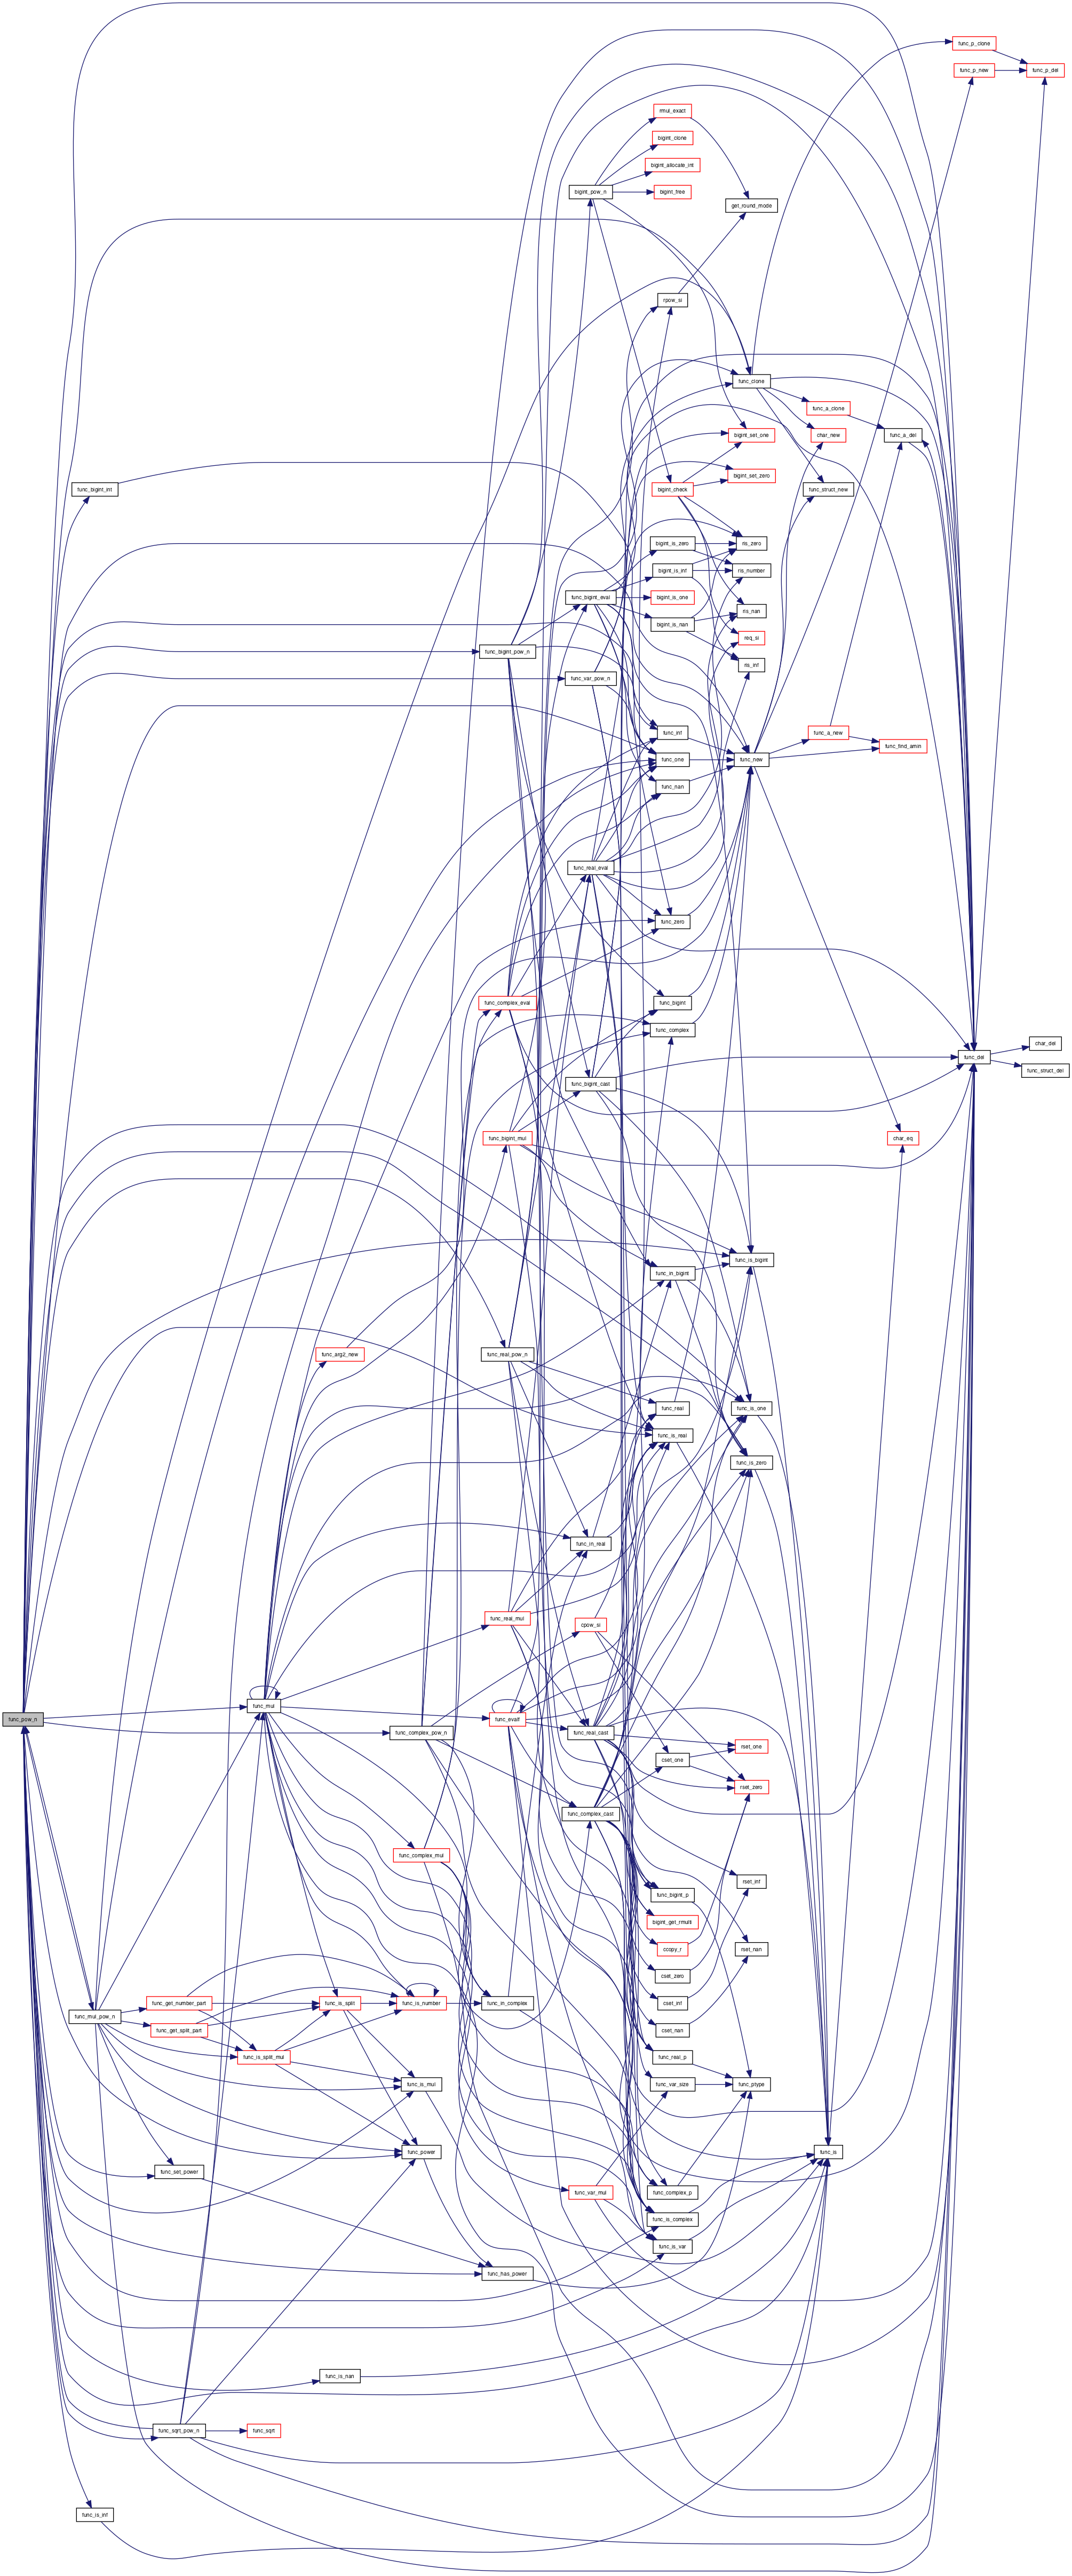 func_p_clone
func_p_new
func_p_del
rmul_exact
bigint_clone
bigint_allocate_int
bigint_pow_n
bigint_free
get_round_mode
rpow_si
func_clone
func_a_clone
char_new
func_a_del
bigint_set_one
bigint_set_zero
func_bigint_int
bigint_check
func_struct_new
bigint_is_zero
ris_zero
bigint_is_inf
ris_number
func_bigint_eval
bigint_is_one
ris_nan
bigint_is_nan
req_si
func_bigint_pow_n
ris_inf
func_var_pow_n
func_inf
func_a_new
func_find_amin
func_one
func_new
func_nan
func_real_eval
func_zero
func_complex_eval
func_bigint
func_complex
char_del
func_del
func_struct_del
func_bigint_cast
func_bigint_mul
char_eq
func_is_bigint
func_in_bigint
func_arg2_new
func_real_pow_n
func_real
func_is_one
func_is_real
func_is_zero
func_in_real
func_real_mul
cpow_si
func_mul
func_pow_n
func_evalf
func_complex_pow_n
func_real_cast
rset_one
cset_one
rset_zero
func_complex_cast
func_complex_mul
rset_inf
func_bigint_p
bigint_get_rmulti
ccopy_r
rset_nan
cset_zero
cset_inf
func_get_number_part
func_is_split
func_is_number
func_in_complex
func_mul_pow_n
func_get_split_part
cset_nan
func_is_split_mul
func_real_p
func_is_mul
func_var_size
func_ptype
func_power
func_is
func_set_power
func_var_mul
func_complex_p
func_is_complex
func_is_var
func_has_power
func_is_nan
func_sqrt_pow_n
func_sqrt
func_is_inf